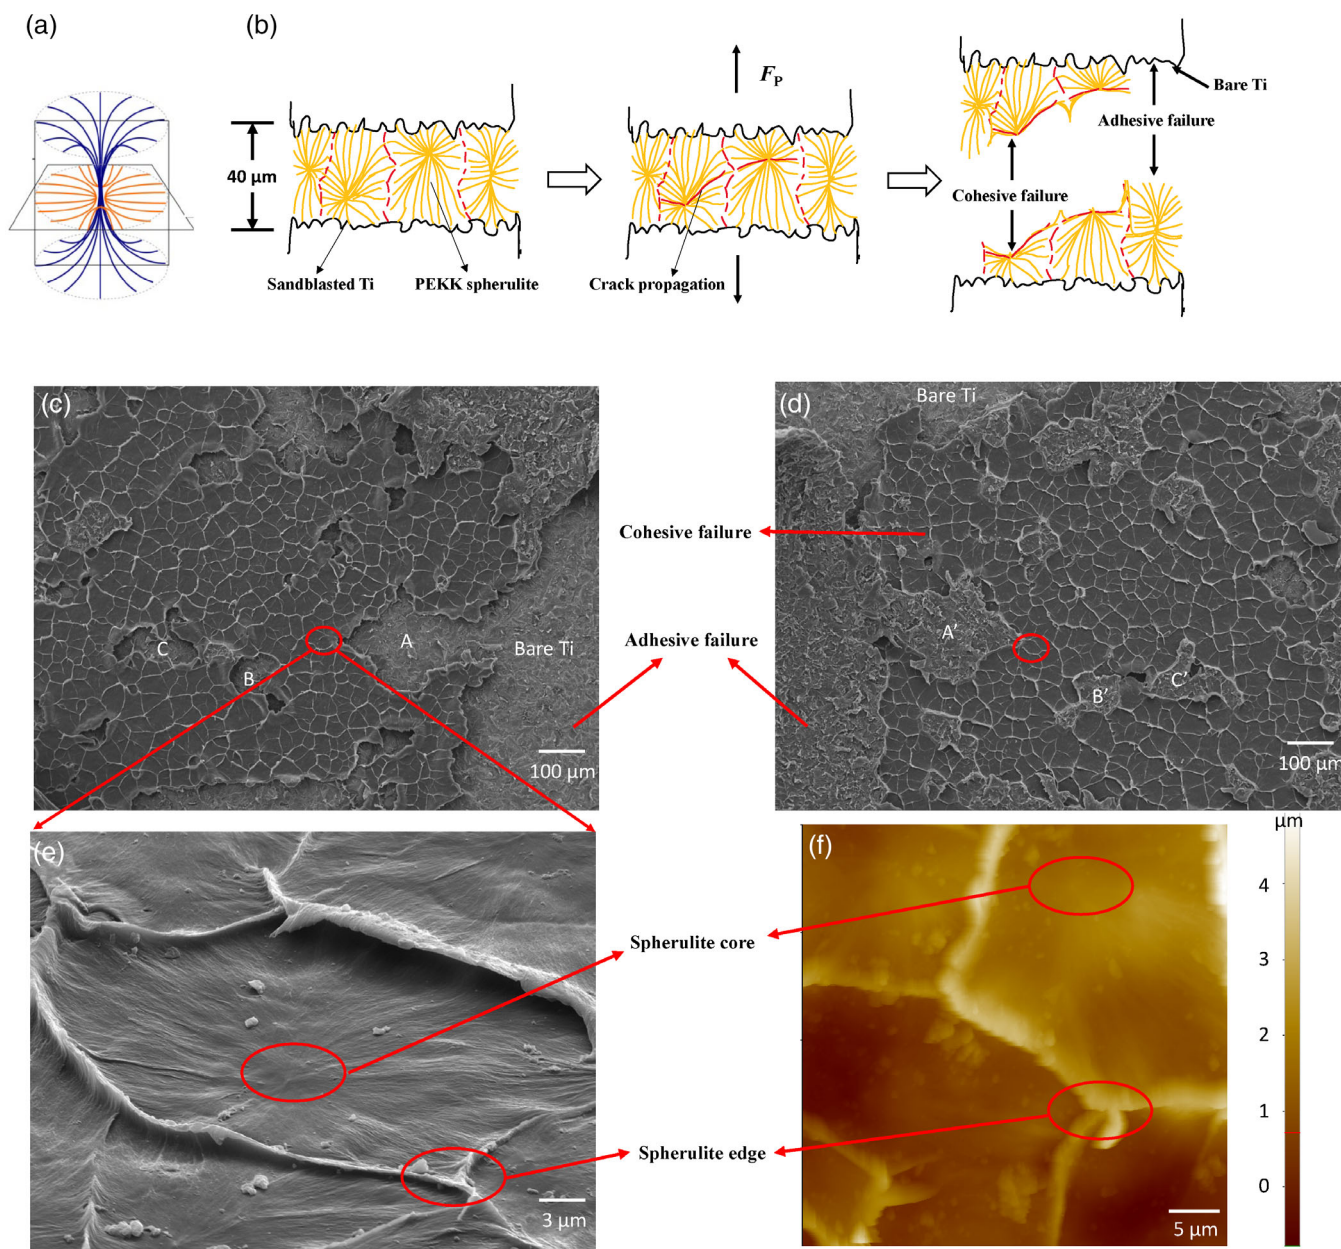 (a)
(b)
40 μm
Sandblasted Ti
PEKK spherulite
F_P
Crack propagation
Bare Ti
Adhesive failure
Cohesive failure
(c)
A
B
C
Bare Ti
100 μm
Cohesive failure
Adhesive failure
(d)
Bare Ti
A′
B′
C′
100 μm
(e)
3 μm
Spherulite core
Spherulite edge
(f)
5 μm
μm
4
3
2
1
0